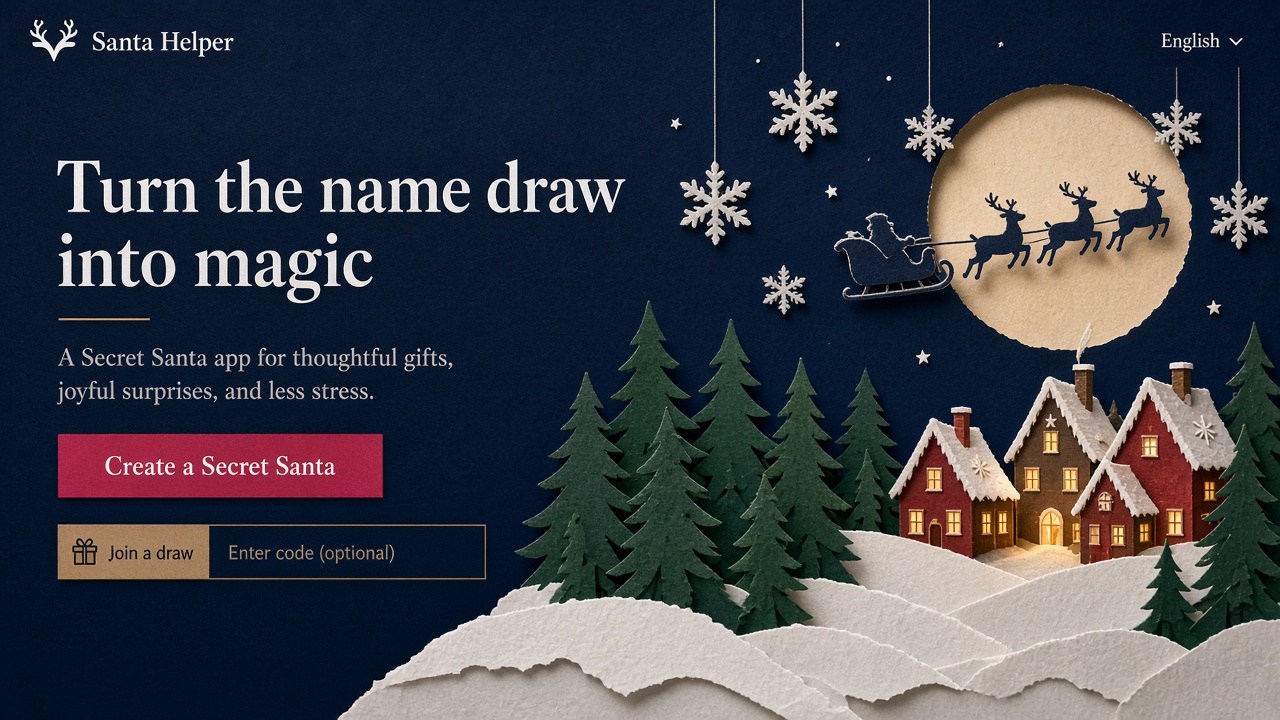 Santa Helper
English
Turn the name draw
into magic
A Secret Santa app for thoughtful gifts,
joyful surprises, and less stress.
Create a Secret Santa
Join a draw
Enter code (optional)